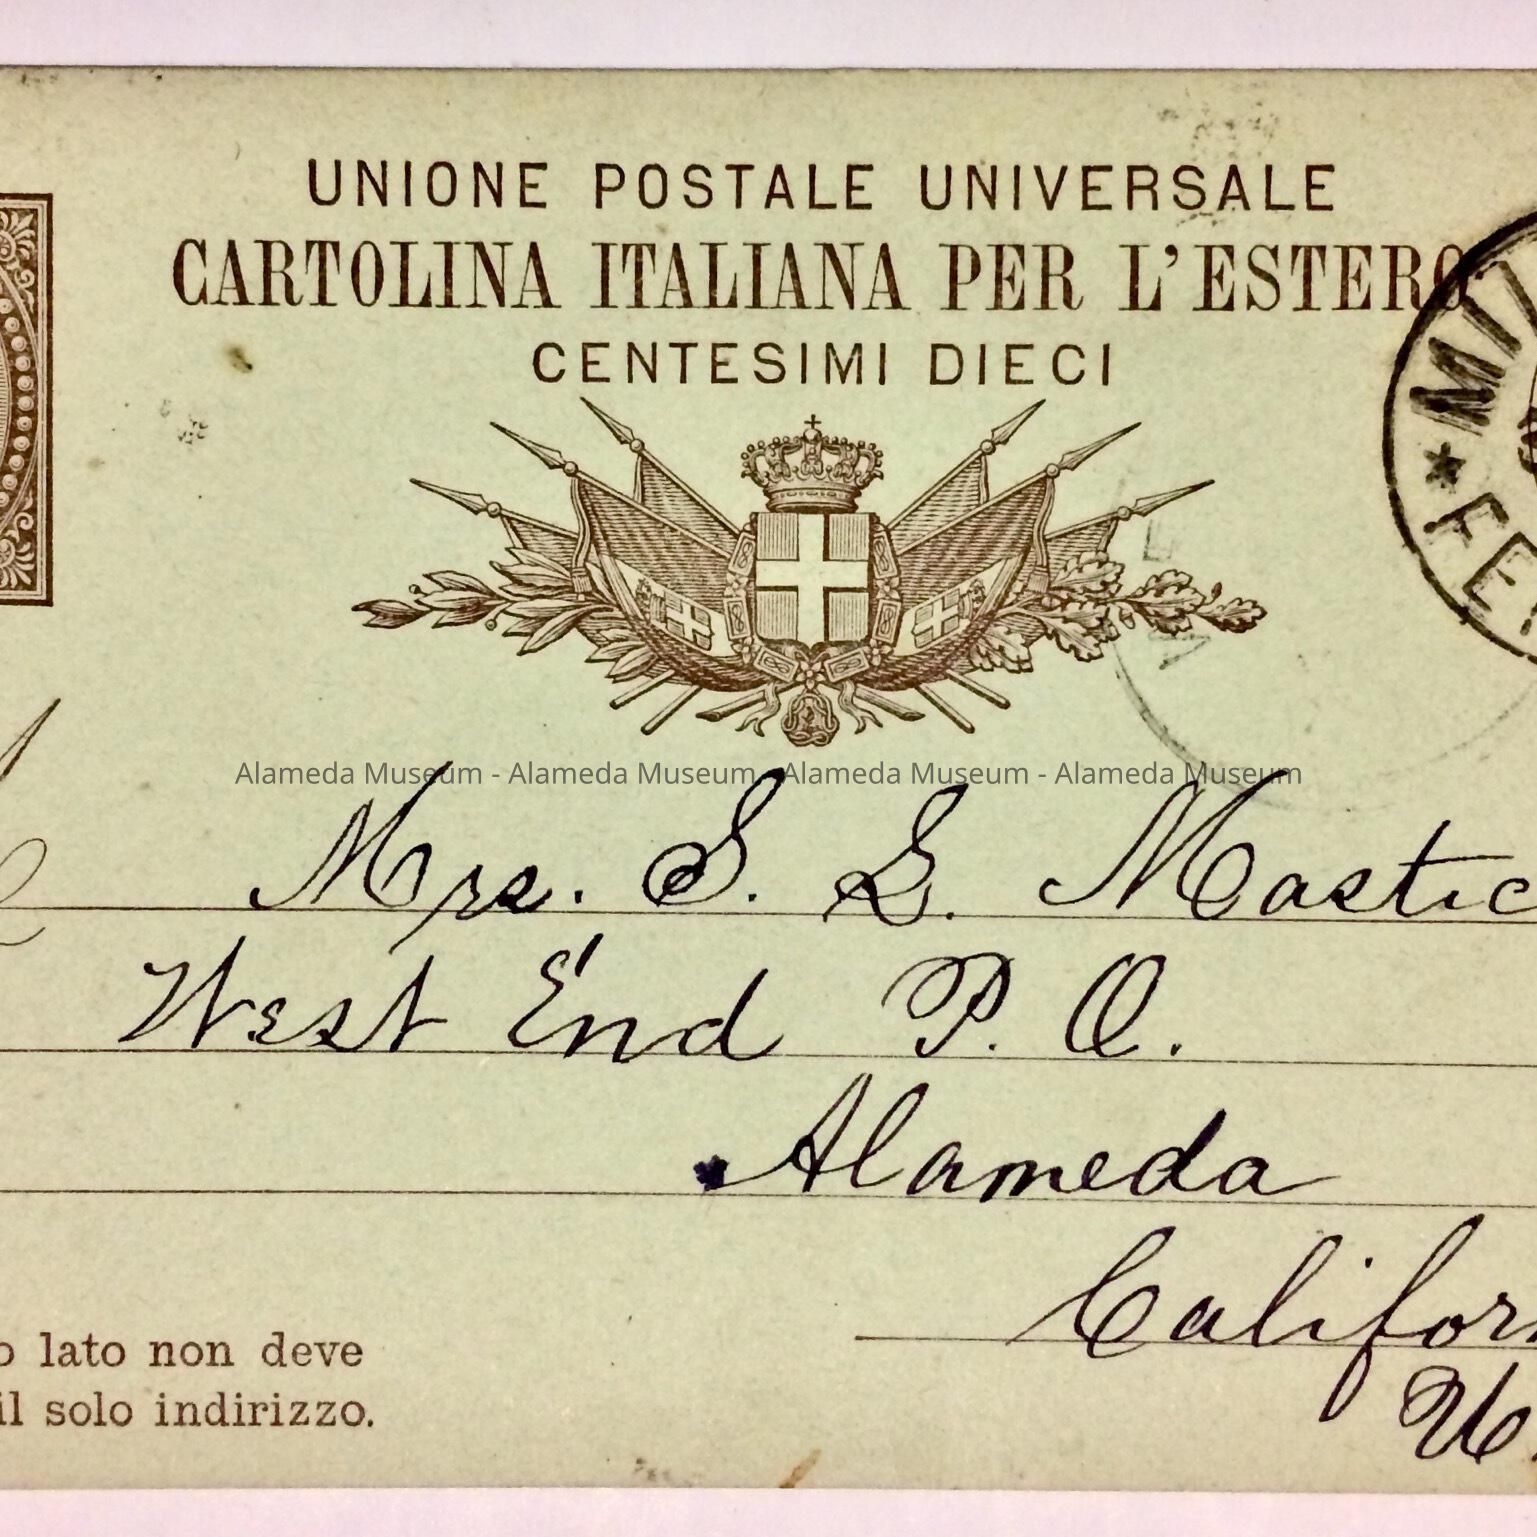 UNIONE POSTALE UNIVERSALE
CARTOLINA ITALIANA PER L'ESTERO
CENTESIMI DIECI
Alameda Museum - Alameda Museum - Alameda Museum - Alameda Museum
Mrs. S. S. Mastic
West End P. O.
Alameda
Californ
U.
o lato non deve
il solo indirizzo.